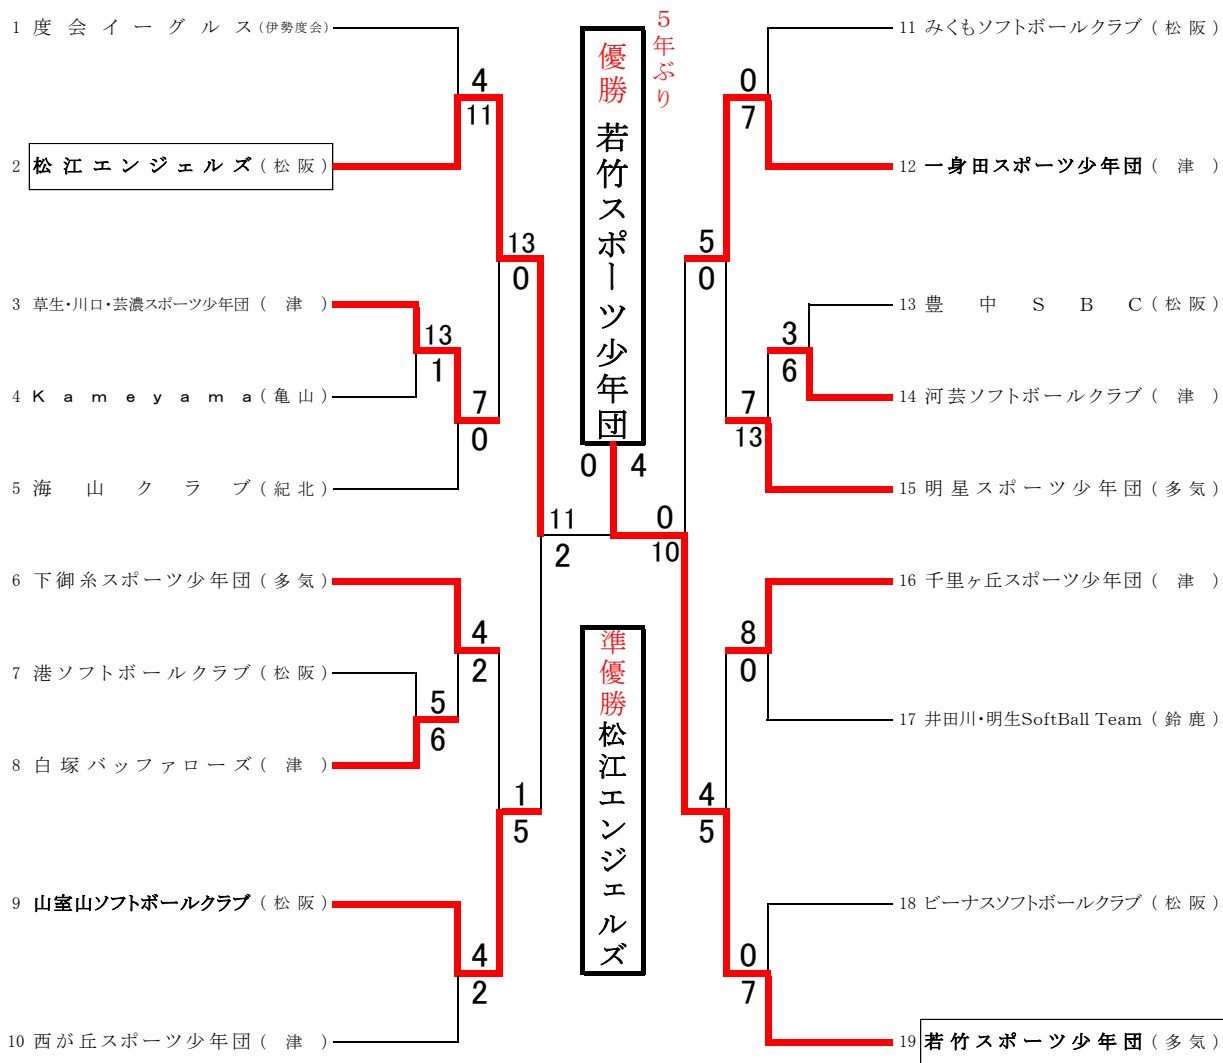 1 度会イーグルス(伊勢度会)
4
11
2 松江エンジェルズ(松阪)
13
0
3 草生・川口・芸濃スポーツ少年団(津)
13
1
4 Kameyama(亀山)
7
0
5 海山クラブ(紀北)
11
2
6 下御糸スポーツ少年団(多気)
4
2
7 港ソフトボールクラブ(松阪)
5
6
8 白塚バッファローズ(津)
1
5
9 山室山ソフトボールクラブ(松阪)
4
2
10 西が丘スポーツ少年団(津)
5年ぶり
優勝 若竹スポーツ少年団
0 4
準優勝 松江エンジェルズ
11 みくもソフトボールクラブ(松阪)
0
7
12 一身田スポーツ少年団(津)
5
0
13 豊中SBC(松阪)
3
6
14 河芸ソフトボールクラブ(津)
7
13
15 明星スポーツ少年団(多気)
0
10
16 千里ヶ丘スポーツ少年団(津)
8
0
17 井田川・明生SoftBall Team(鈴鹿)
4
5
18 ビーナスソフトボールクラブ(松阪)
0
7
19 若竹スポーツ少年団(多気)